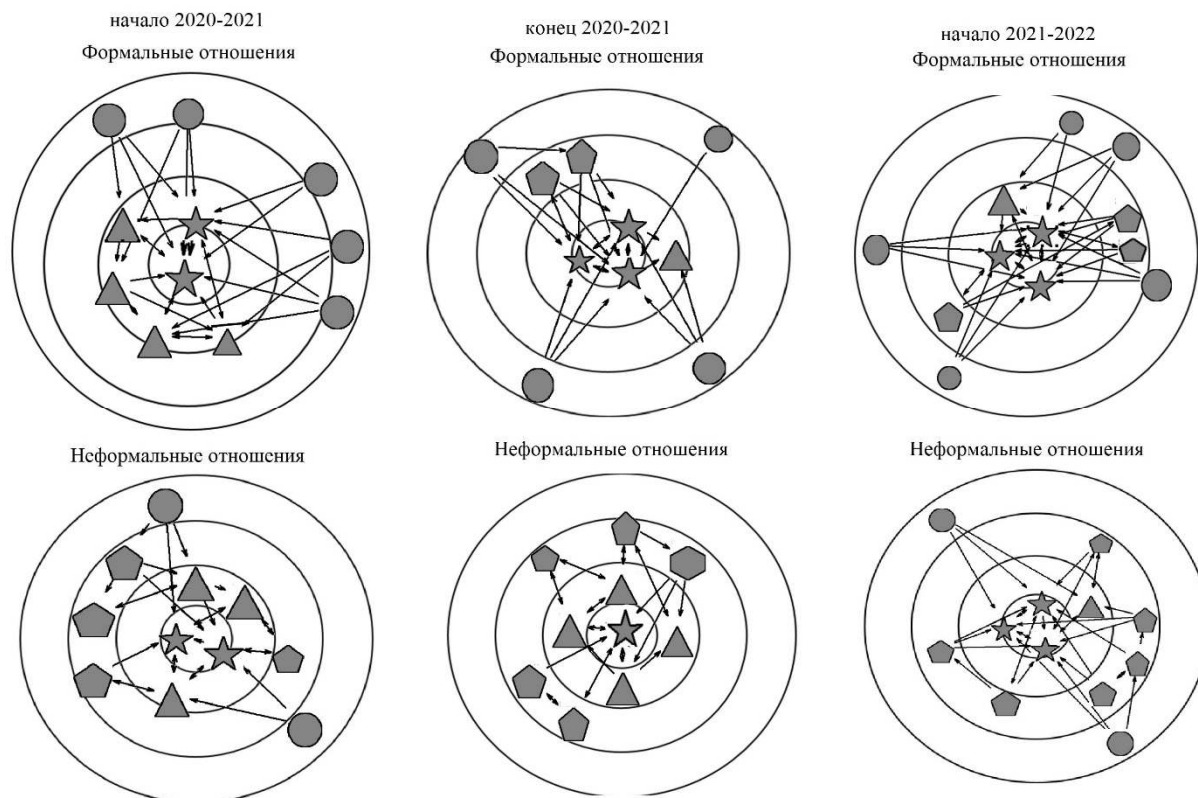 начало 2020-2021
Формальные отношения
конец 2020-2021
Формальные отношения
начало 2021-2022
Формальные отношения
Неформальные отношения
Неформальные отношения
Неформальные отношения